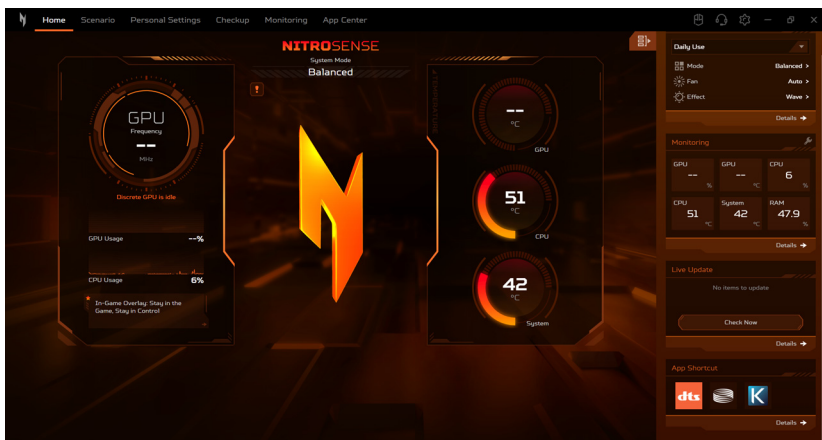 Home Scenario Personal Settings Checkup Monitoring App Center
NITROSENSE
System Mode
Balanced
GPU
Frequency
--
MHz
Discrete GPU is idle
GPU Usage --%
CPU Usage 6%
In-Game Overlay: Stay in the
Game, Stay in Control
TEMPERATURE
--
°C
GPU
51
°C
CPU
42
°C
System
Daily Use
Mode Balanced >
Fan Auto >
Effect Wave >
Details →
Monitoring
GPU GPU CPU
-- -- 6
% °C %
CPU System RAM
51 42 47.9
°C °C %
Details →
Live Update
No items to update
Check Now
Details →
App Shortcut
dts K
Details →